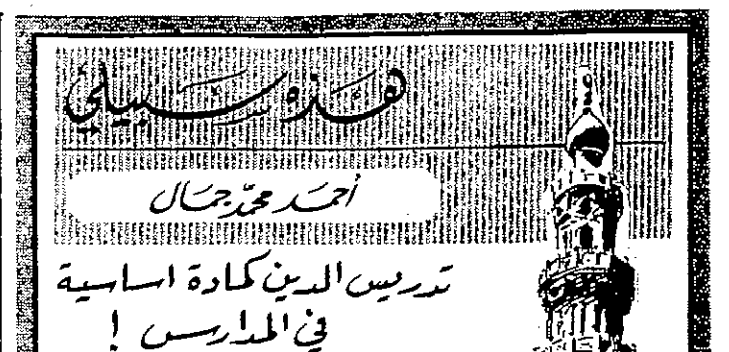 هذه سبيلي
أحمد محمد جمال
تدريس الدين كمادة اساسية
في المدارس !